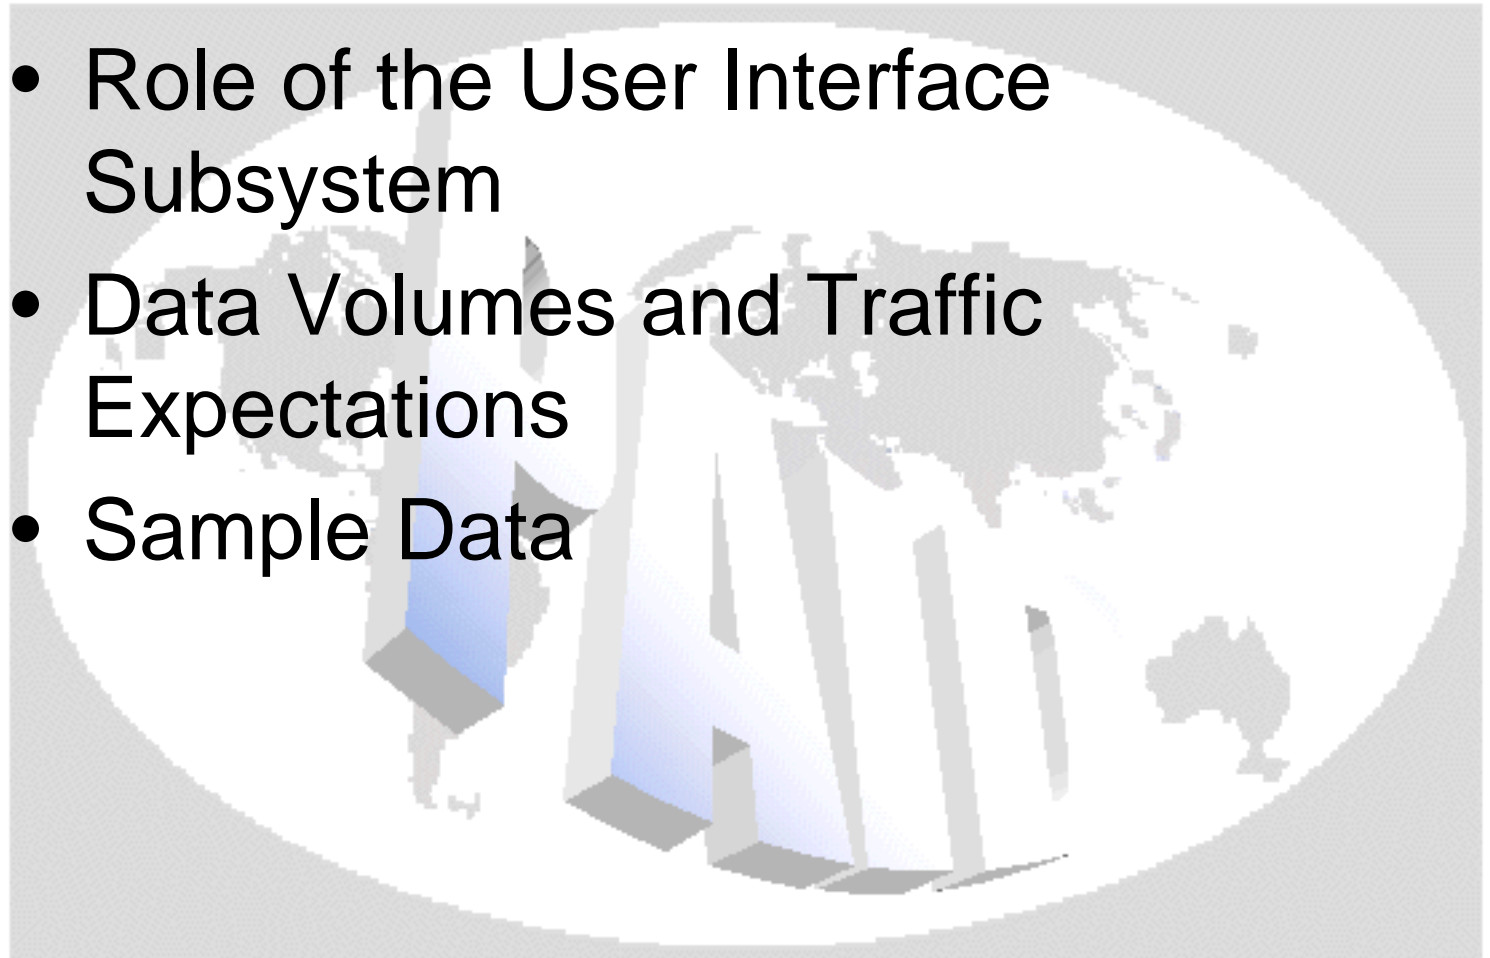 • Role of the User Interface
Subsystem
• Data Volumes and Traffic
Expectations
• Sample Data